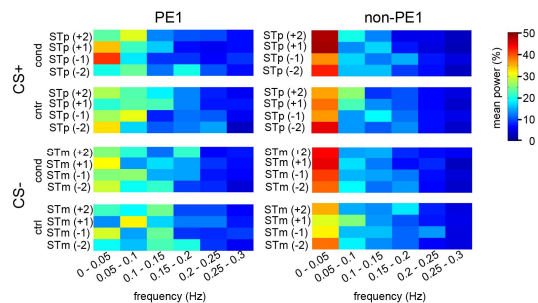 PE1 non-PE1
CS+
cond
STp (+2)
STp (+1)
STp (-1)
STp (-2)
cntr
STp (+2)
STp (+1)
STp (-1)
STp (-2)
CS-
cond
STm (+2)
STm (+1)
STm (-1)
STm (-2)
ctrl
STm (+2)
STm (+1)
STm (-1)
STm (-2)
0 - 0.05
0.05 - 0.1
0.1 - 0.15
0.15 - 0.2
0.2 - 0.25
0.25 - 0.3
frequency (Hz)
STp (+2)
STp (+1)
STp (-1)
STp (-2)
STp (+2)
STp (+1)
STp (-1)
STp (-2)
STm (+2)
STm (+1)
STm (-1)
STm (-2)
STm (+2)
STm (+1)
STm (-1)
STm (-2)
0 - 0.05
0.05 - 0.1
0.1 - 0.15
0.15 - 0.2
0.2 - 0.25
0.25 - 0.3
frequency (Hz)
50
40
30
20
10
0
mean power (%)